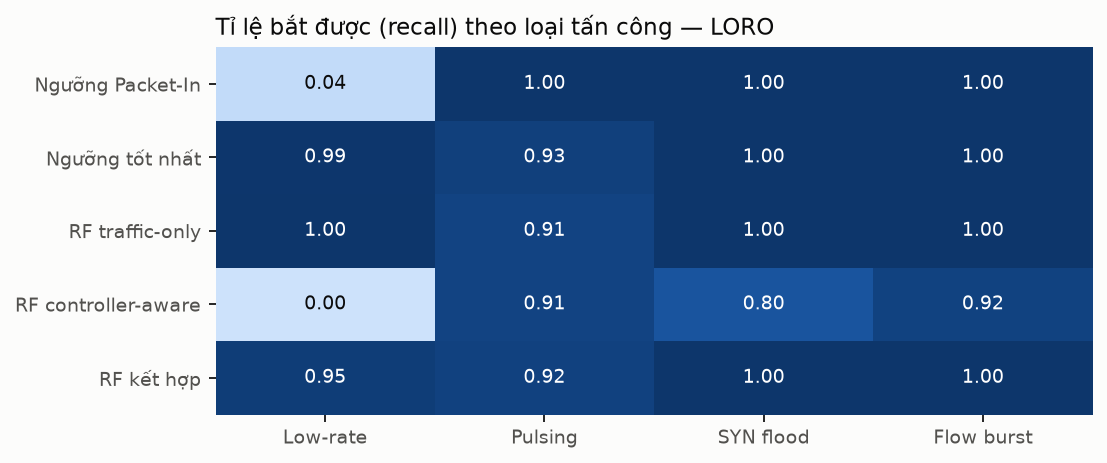 Tỉ lệ bắt được (recall) theo loại tấn công — LORO
Ngưỡng Packet-In 0.04 1.00 1.00 1.00
Ngưỡng tốt nhất 0.99 0.93 1.00 1.00
RF traffic-only 1.00 0.91 1.00 1.00
RF controller-aware 0.00 0.91 0.80 0.92
RF kết hợp 0.95 0.92 1.00 1.00
Low-rate Pulsing SYN flood Flow burst